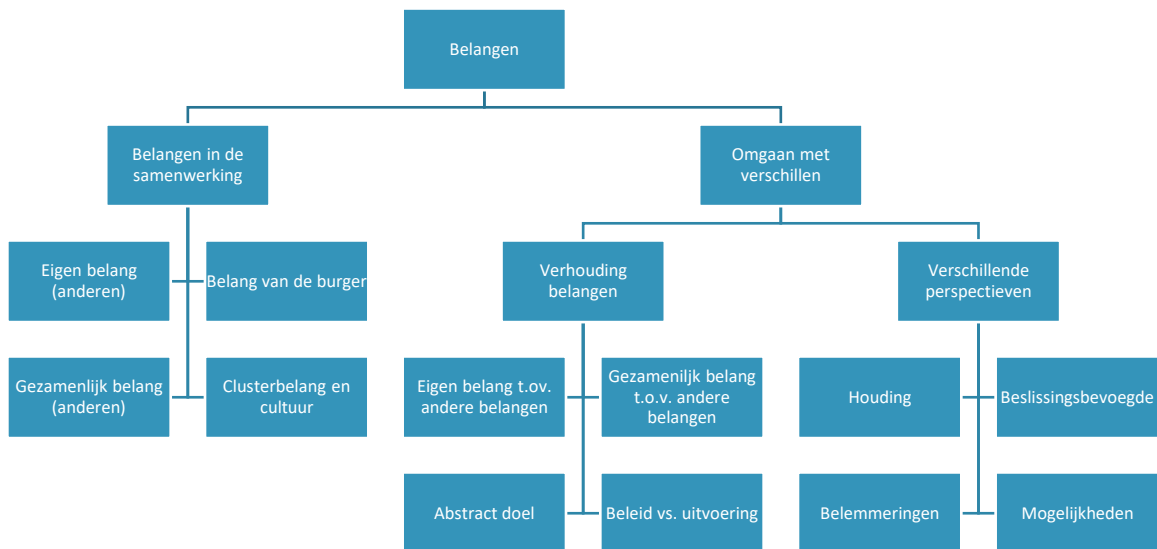 Belangen
Belangen in de
samenwerking
Omgaan met
verschillen
Eigen belang
(anderen)
Belang van de burger
Gezamenlijk belang
(anderen)
Clusterbelang en
cultuur
Verhouding
belangen
Verschillende
perspectieven
Eigen belang t.ov.
andere belangen
Gezameniljk belang
t.o.v. andere
belangen
Abstract doel
Beleid vs. uitvoering
Houding
Beslissingsbevoegde
Belemmeringen
Mogelijkheden